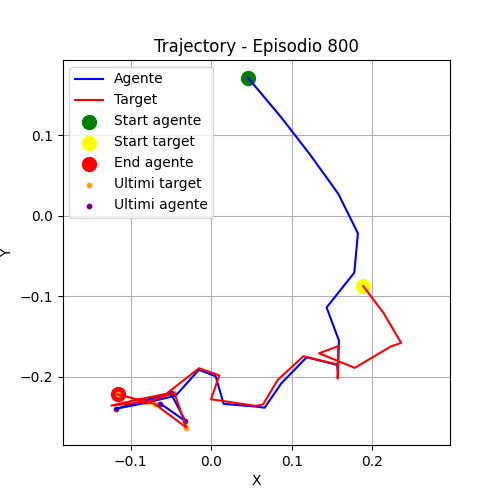 Trajectory - Episodio 800
Agente
Target
Start agente
Start target
End agente
Ultimi target
Ultimi agente
0.1
0.0
−0.1
−0.2
Y
−0.1
0.0
0.1
0.2
X